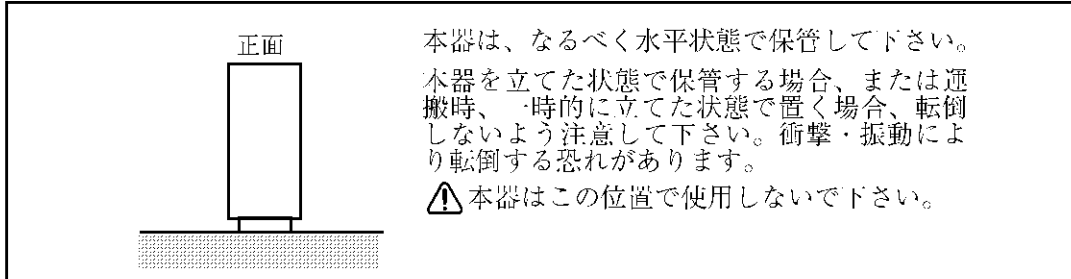 正面
本器は、なるべく水平状態で保管して下さい。
本器を立てた状態で保管する場合、または運
搬時、一時的に立てた状態で置く場合、転倒
しないよう注意して下さい。衝撃・振動によ
り転倒する恐れがあります。
本器はこの位置で使用しないで下さい。